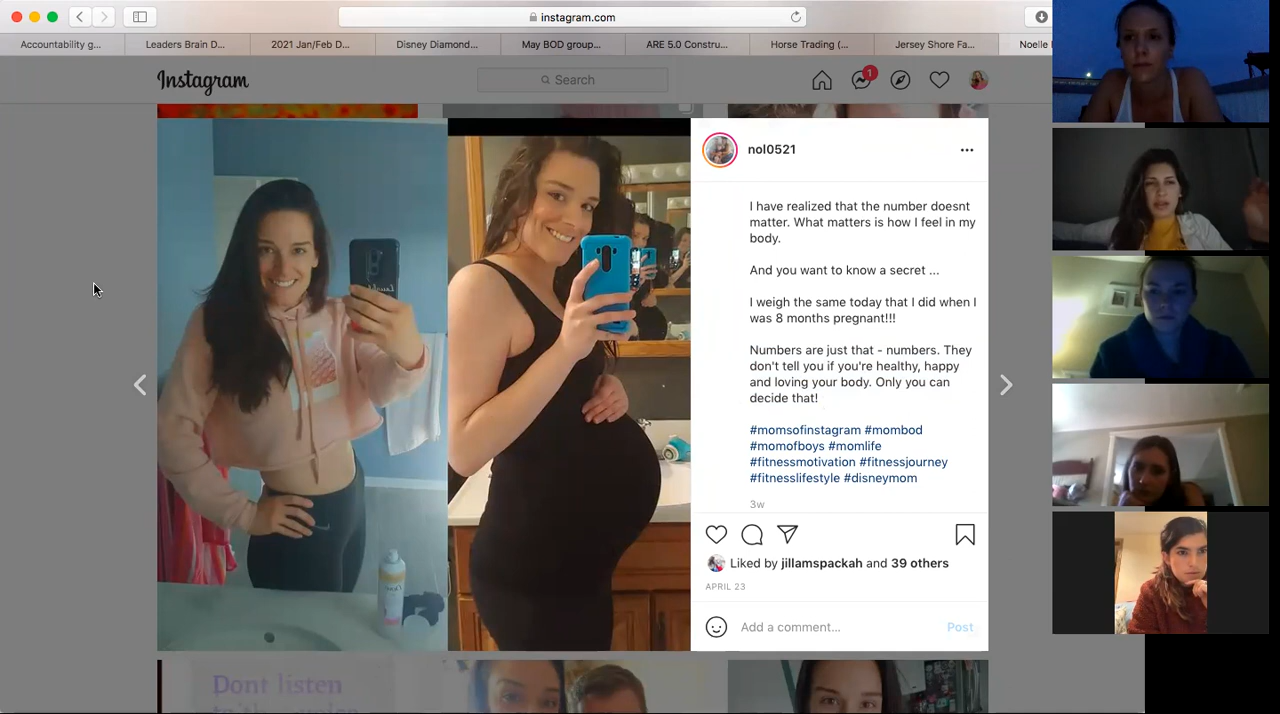 instagram.com
Accountability g...
Leaders Brain D...
2021 Jan/Feb D...
Disney Diamond...
May BOD group...
ARE 5.0 Constru...
Horse Trading (...
Jersey Shore Fa...
Noelle
Instagram
Search
1
nol0521
I have realized that the number doesnt
matter. What matters is how I feel in my
body.
And you want to know a secret ...
I weigh the same today that I did when I
was 8 months pregnant!!!
Numbers are just that - numbers. They
don't tell you if you're healthy, happy
and loving your body. Only you can
decide that!
#momsofinstagram #mombod
#momofboys #momlife
#fitnessmotivation #fitnessjourney
#fitnesslifestyle #disneymom
3w
Liked by jillamspackah and 39 others
APRIL 23
Add a comment...
Post
Dont listen